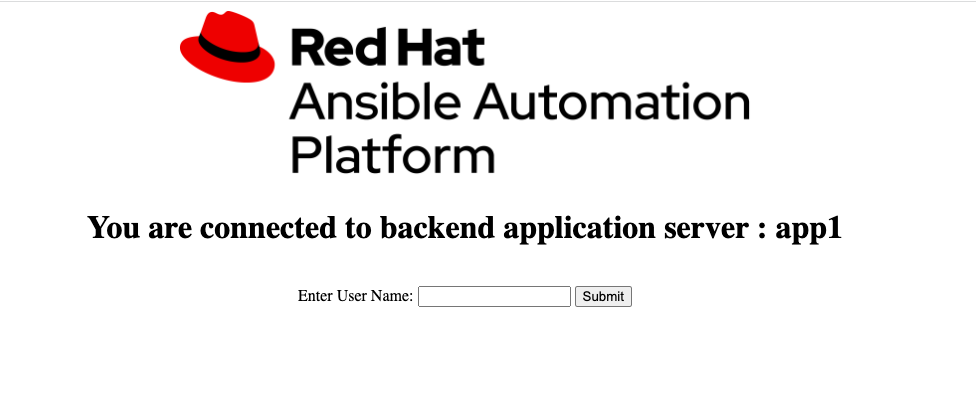 Red Hat
Ansible Automation
Platform
You are connected to backend application server : app1
Enter User Name: Submit